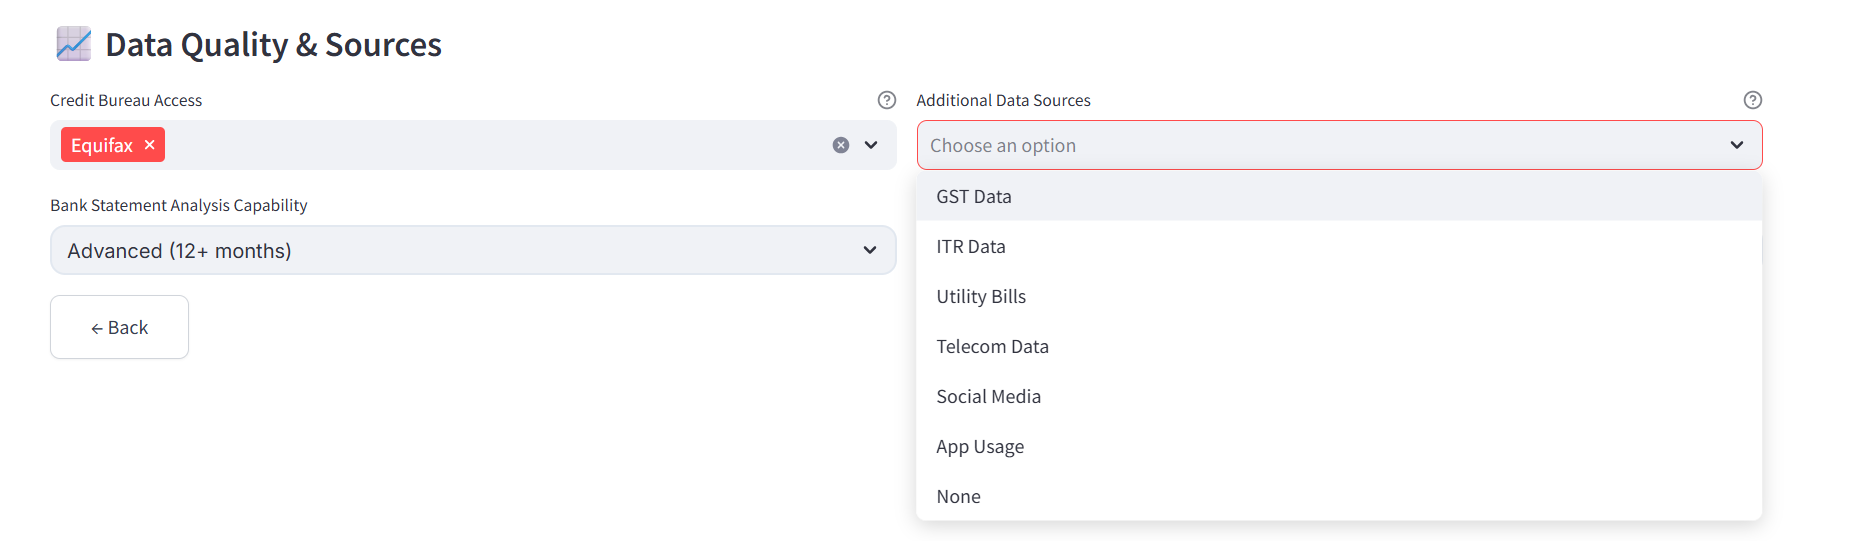 Data Quality & Sources
Credit Bureau Access
Equifax
Bank Statement Analysis Capability
Advanced (12+ months)
← Back
Additional Data Sources
Choose an option
GST Data
ITR Data
Utility Bills
Telecom Data
Social Media
App Usage
None